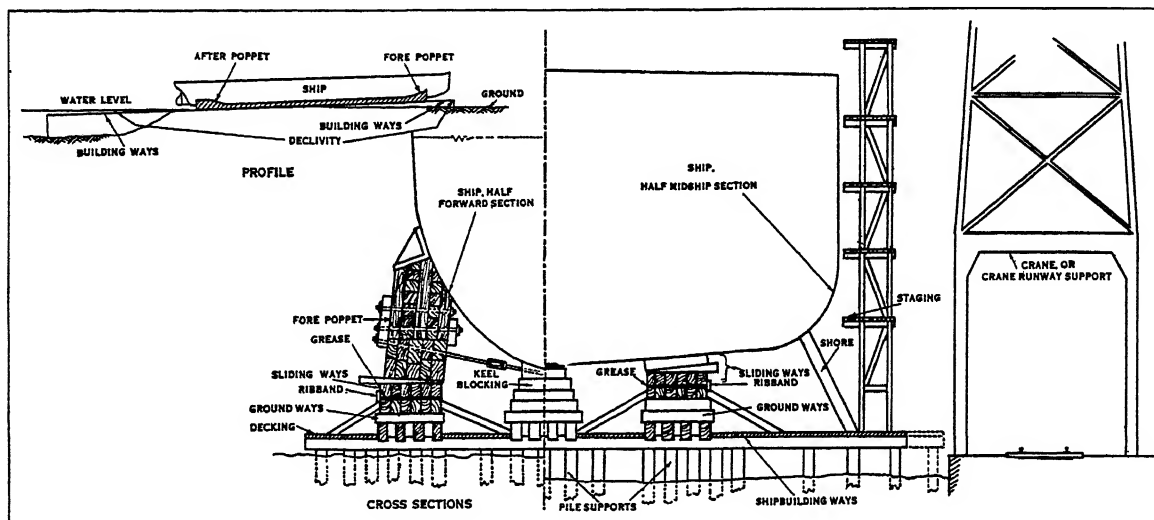 AFTER POPPET
FORE POPPET
SHIP
WATER LEVEL
GROUND
BUILDING WAYS
DECLIVITY
BUILDING WAYS
PROFILE
SHIP, HALF
FORWARD SECTION
SHIP,
HALF MIDSHIP SECTION
CRANE, OR
CRANE RUNWAY SUPPORT
STAGING
FORE POPPET
SHORE
GREASE
SLIDING WAYS
RIBBAND
KEEL
BLOCKING
GREASE
SLIDING WAYS
RIBBAND
GROUND WAYS
GROUND WAYS
DECKING
CROSS SECTIONS
PILE SUPPORTS
SHIPBUILDING WAYS